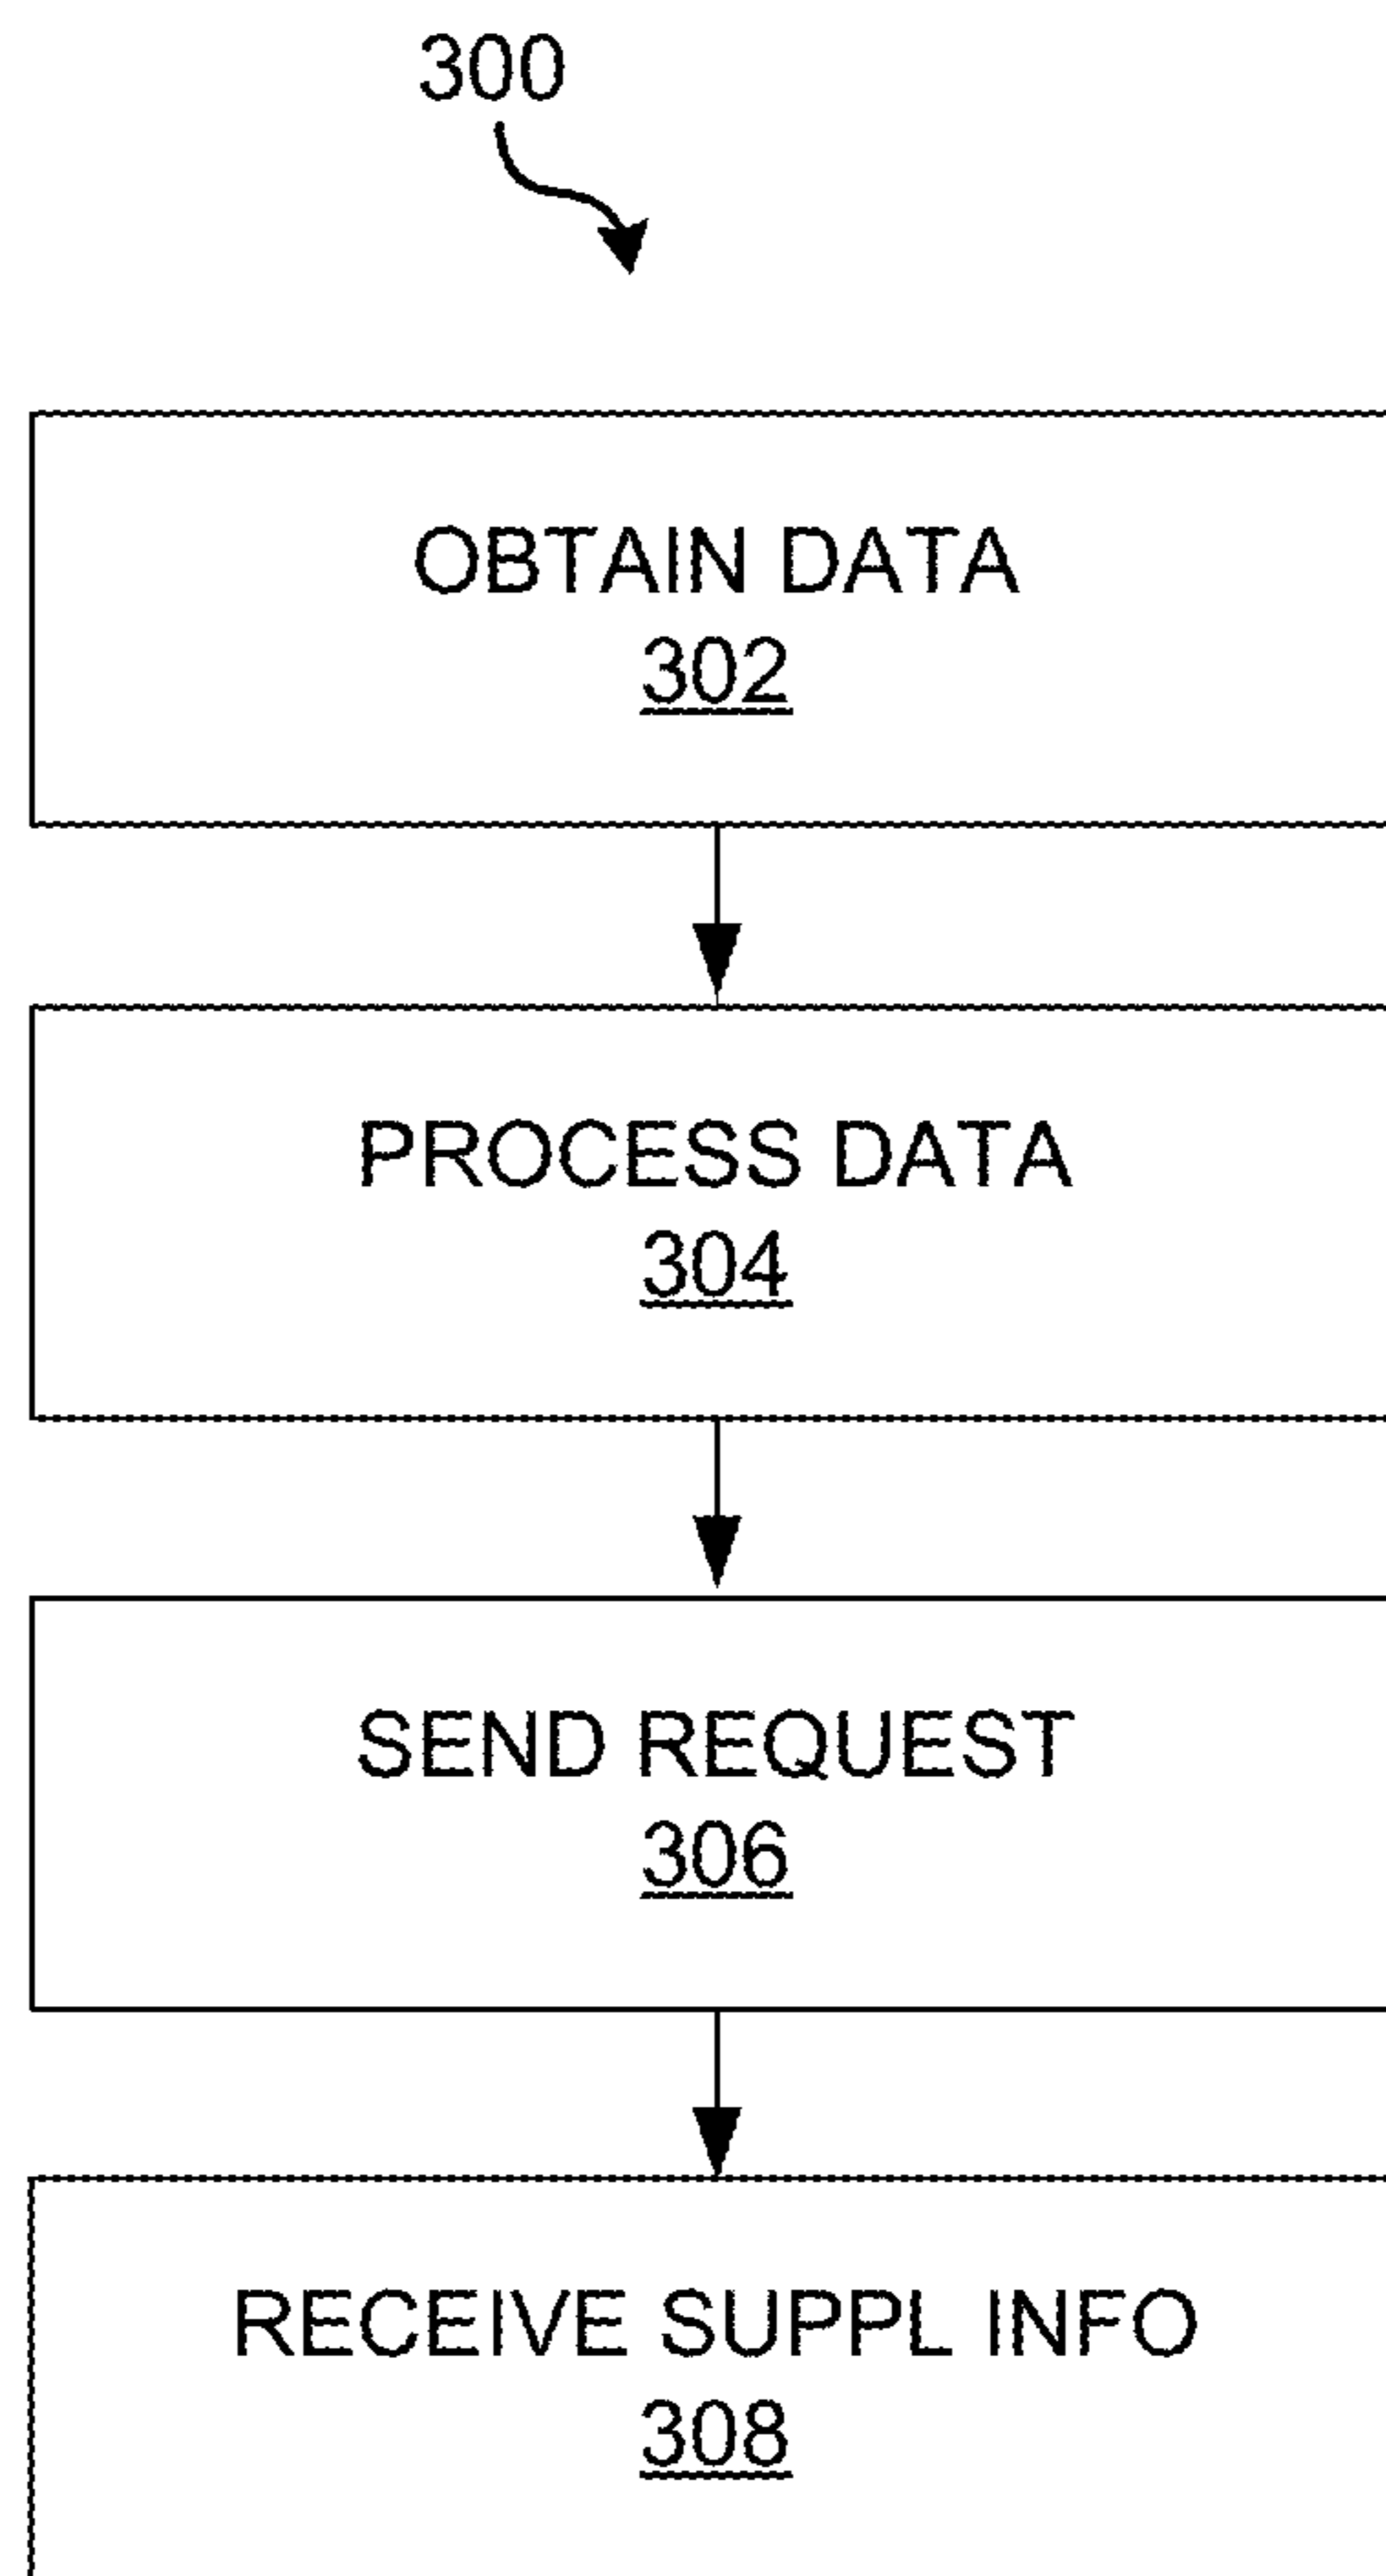 300
OBTAIN DATA
302
PROCESS DATA
304
SEND REQUEST
306
RECEIVE SUPPL INFO
308